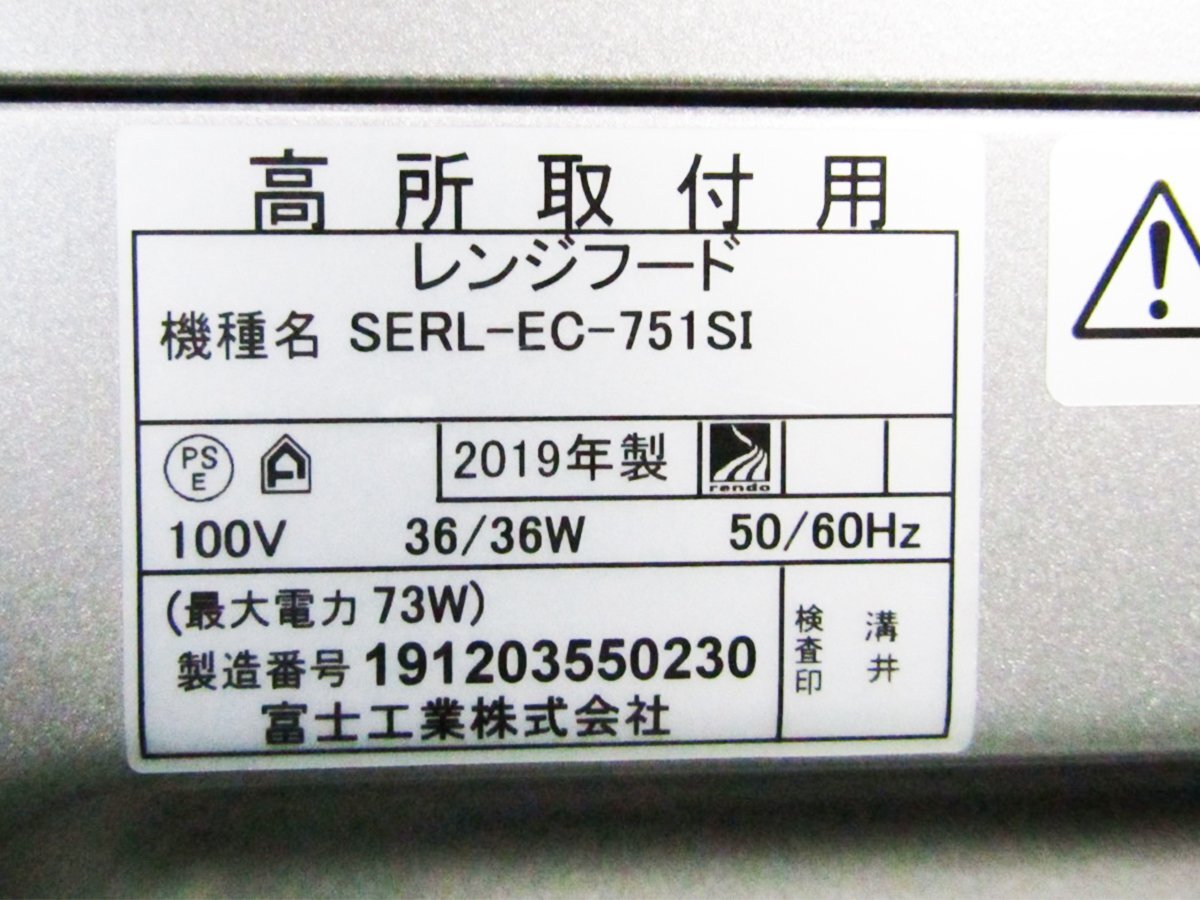 高所取付用
レンジフード
機種名 SERL-EC-751SI
PS
E
2019年製
rendo
100V 36/36W 50/60Hz
(最大電力 73W)
製造番号 191203550230
富士工業株式会社
検査印
溝井